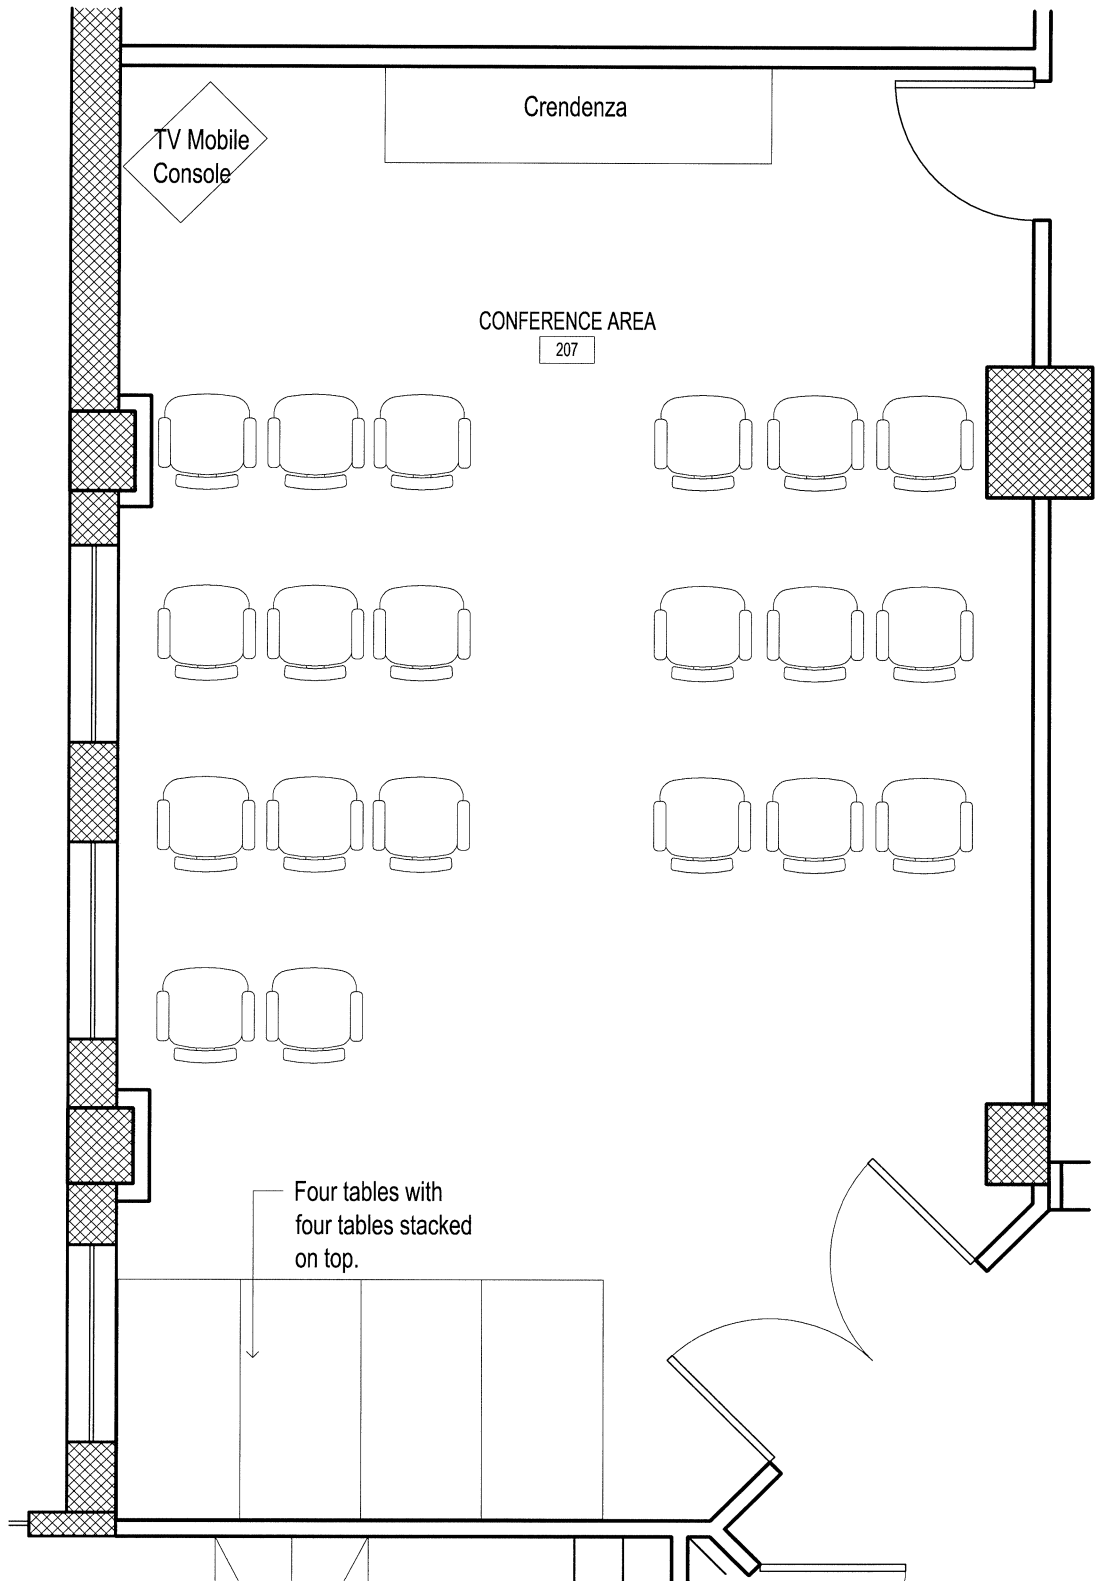 Crendenza
TV Mobile
Console
CONFERENCE AREA
207
Four tables with
four tables stacked
on top.